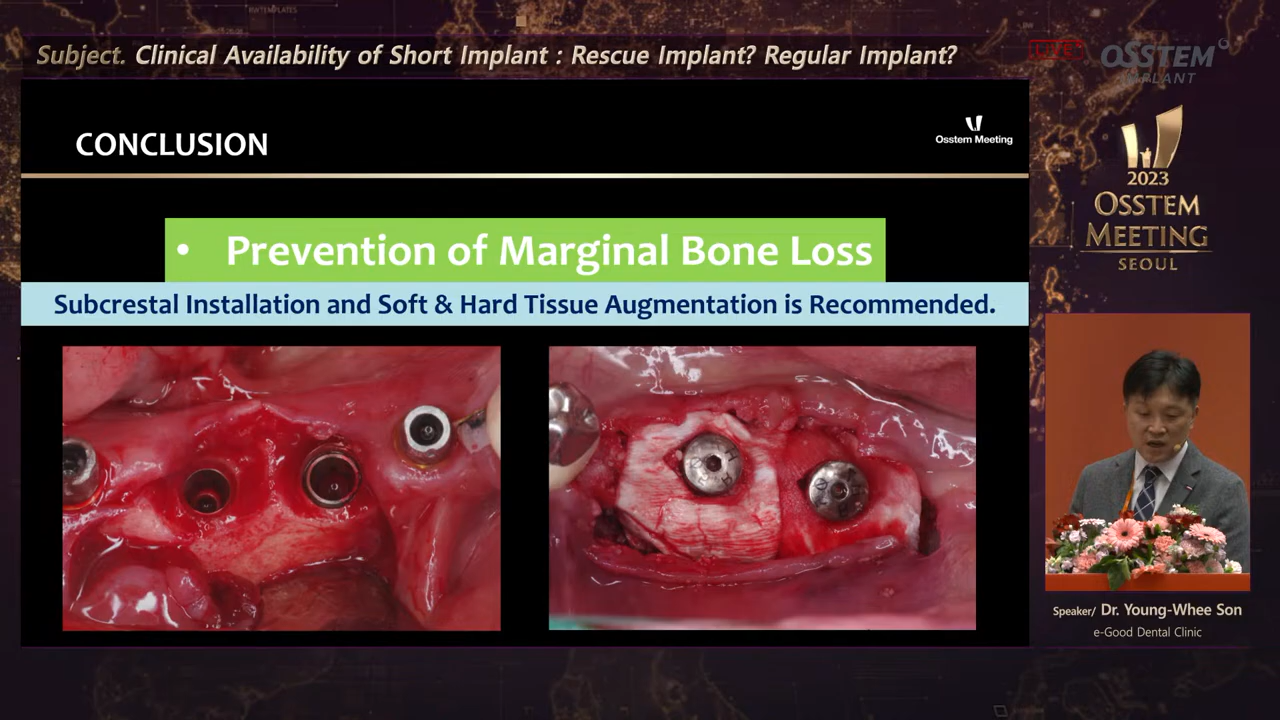 Subject. Clinical Availability of Short Implant : Rescue Implant? Regular Implant?
LIVE
OSSTEM
IMPLANT
CONCLUSION
Osstem Meeting
• Prevention of Marginal Bone Loss
Subcrestal Installation and Soft & Hard Tissue Augmentation is Recommended.
2023
OSSTEM
MEETING
SEOUL
Speaker/ Dr. Young-Whee Son
e-Good Dental Clinic